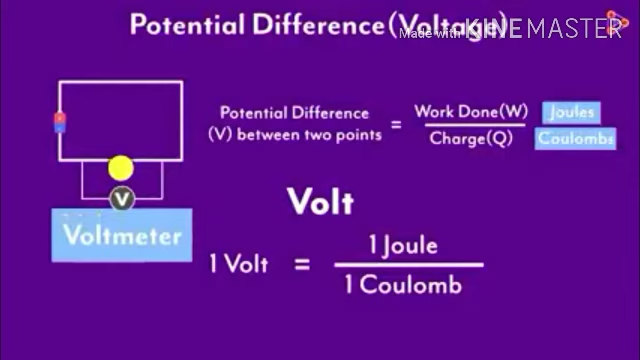 Potential Difference(Voltage)
Made with KINEMASTER
Potential Difference
(V) between two points
=
Work Done(W)
Charge(Q)
Joules
Coulombs
V
Voltmeter
Volt
1 Volt = 1 Joule
1 Coulomb